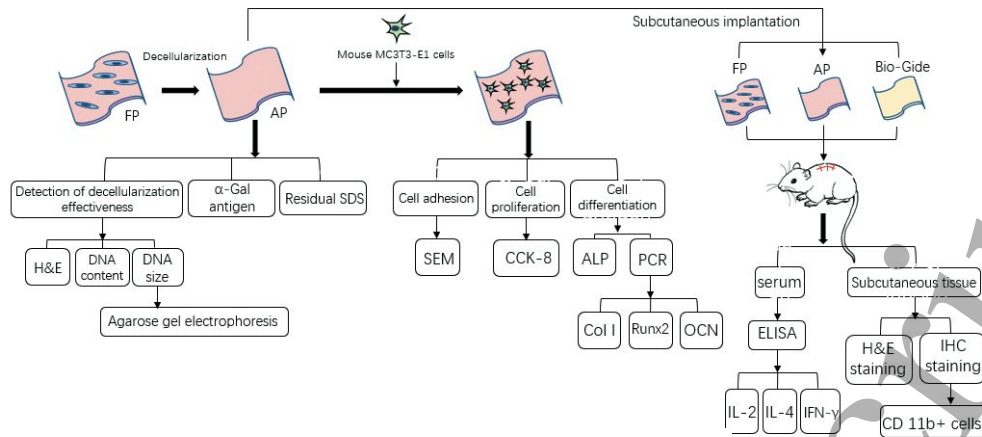 Subcutaneous implantation
Decellularization
Mouse MC3T3-E1 cells
FP
AP
FP
AP
Bio-Gide
Detection of decellularization
effectiveness
α-Gal
antigen
Residual SDS
H&E
DNA
content
DNA
size
Agarose gel electrophoresis
Cell adhesion
Cell
proliferation
Cell
differentiation
SEM
CCK-8
ALP
PCR
Col I
Runx2
OCN
serum
Subcutaneous tissue
ELISA
H&E
staining
IHC
staining
IL-2
IL-4
IFN-γ
CD 11b+ cells